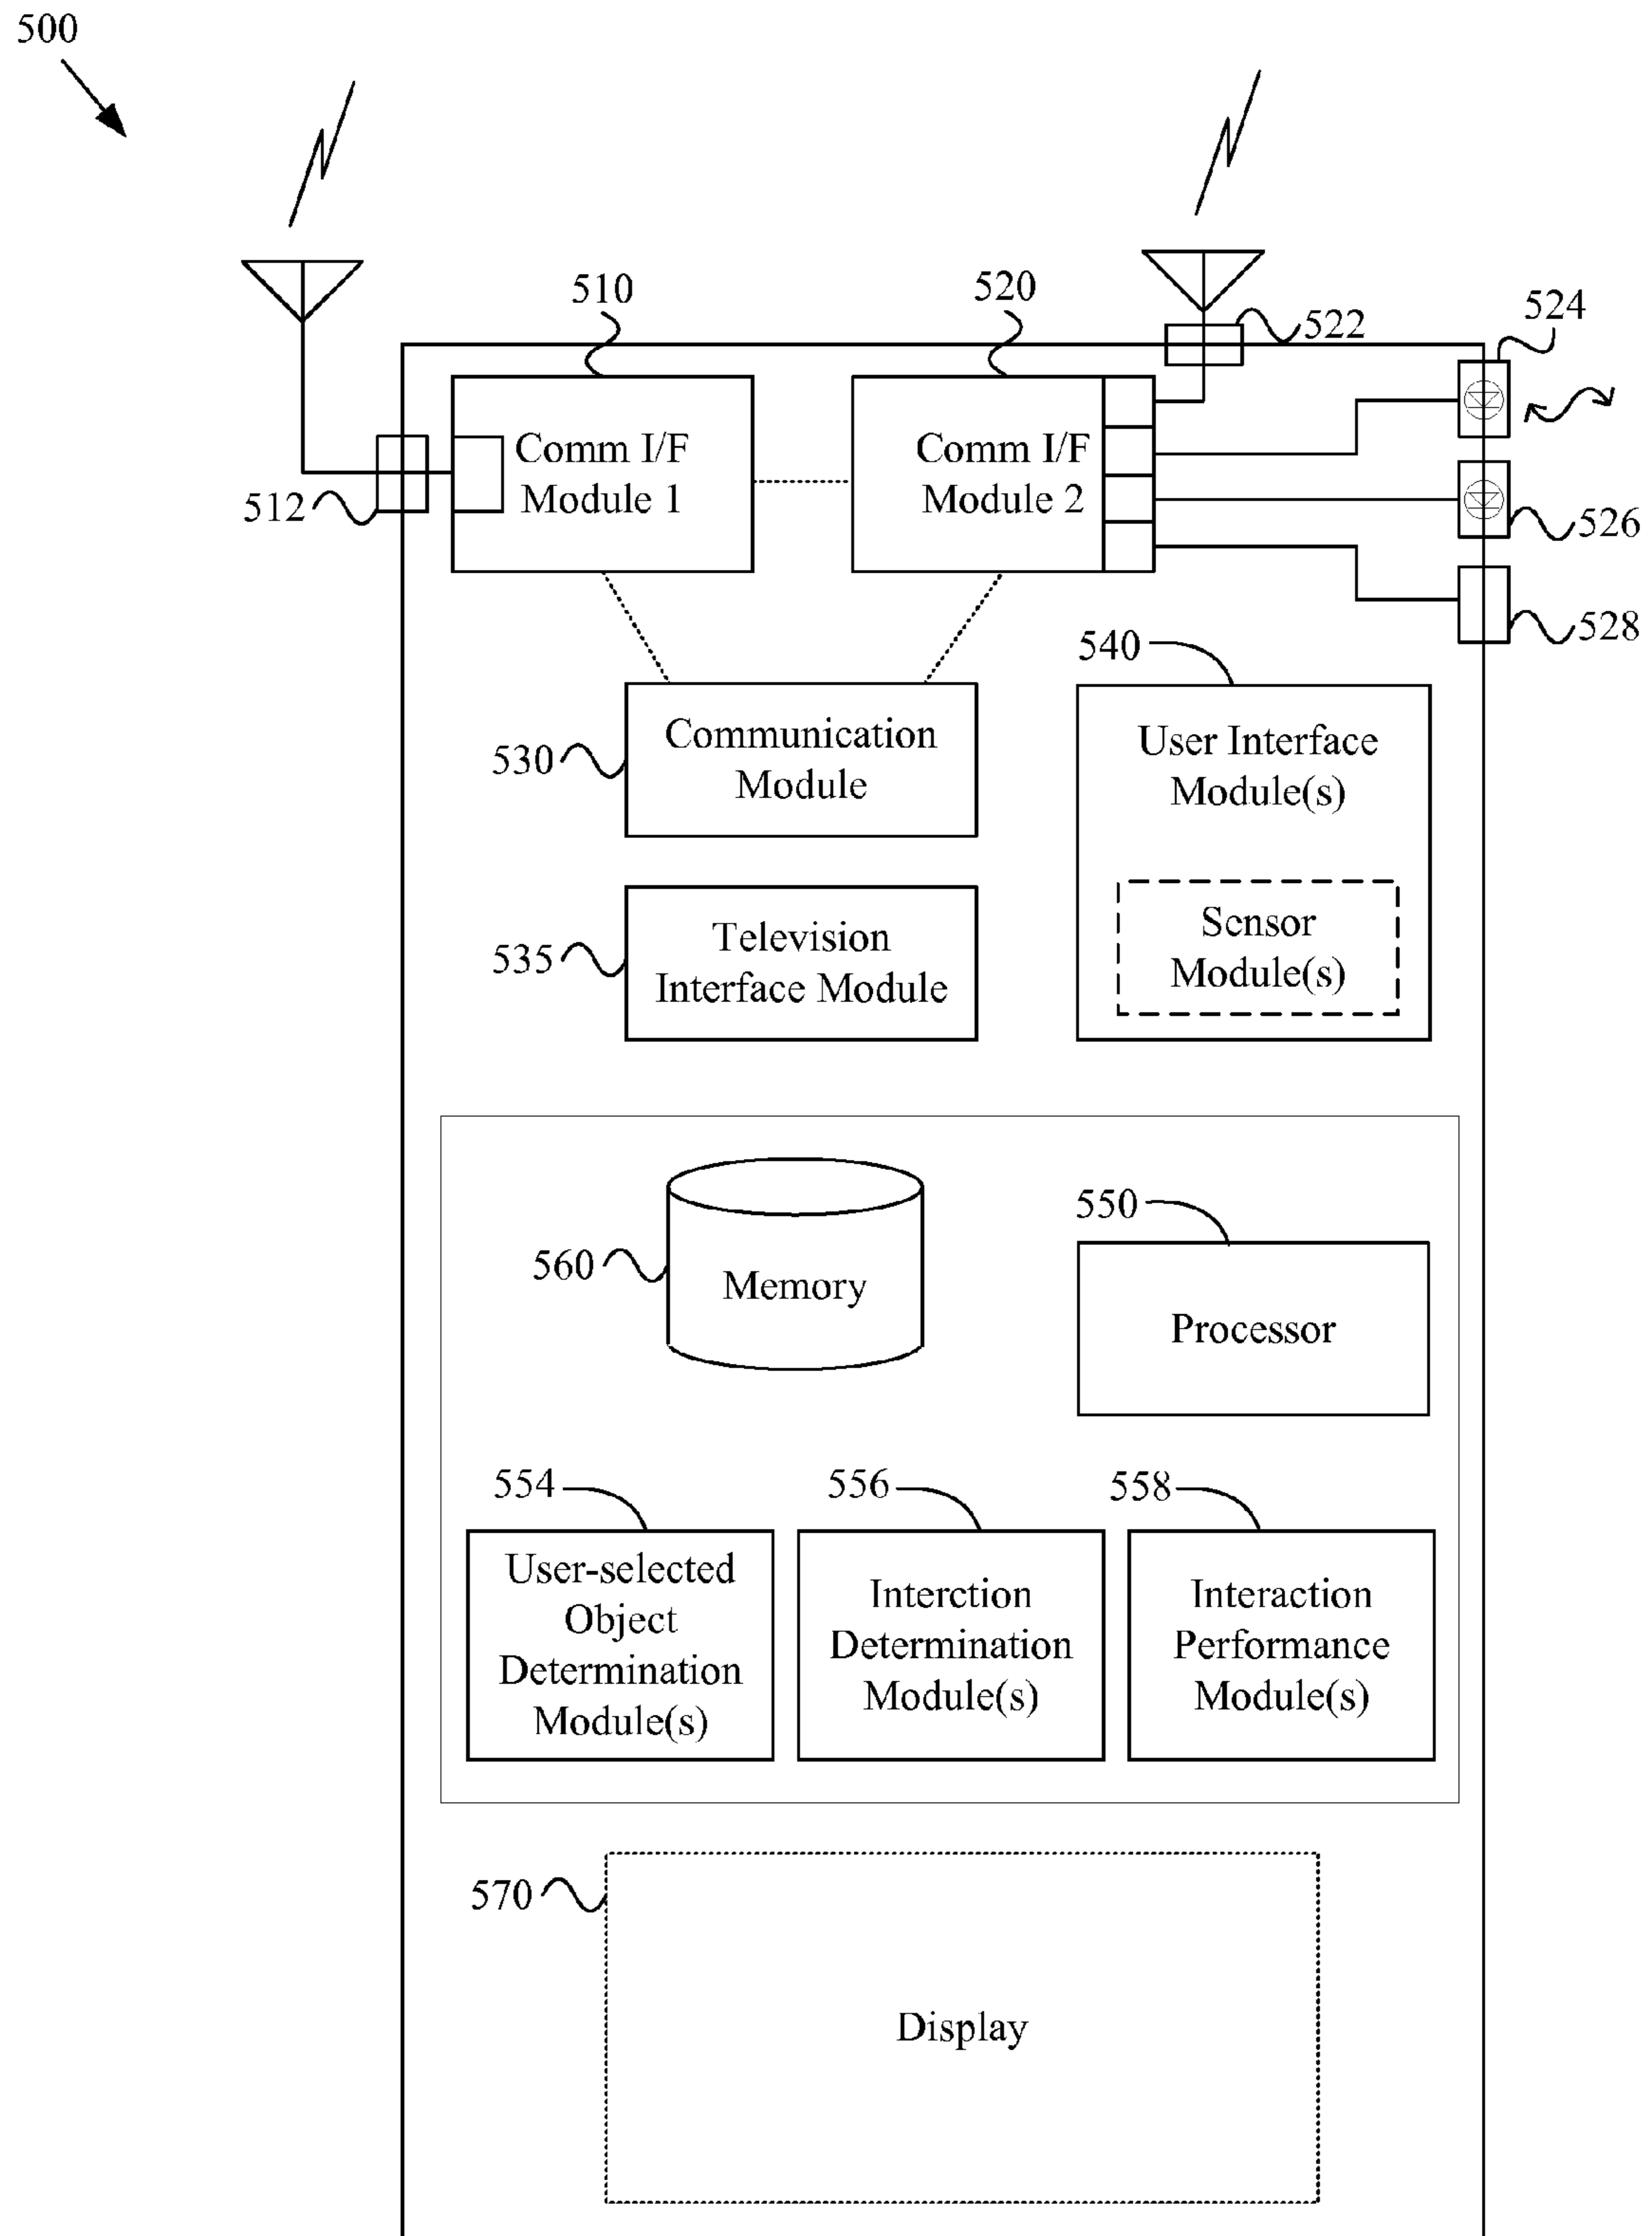 500
510
520
522
524
Comm I/F
Module 1
Comm I/F
Module 2
512
526
528
540
530
Communication
Module
User Interface
Module(s)
535
Television
Interface Module
Sensor
Module(s)
560
Memory
550
Processor
554
556
558
User-selected
Object
Determination
Module(s)
Interction
Determination
Module(s)
Interaction
Performance
Module(s)
570
Display